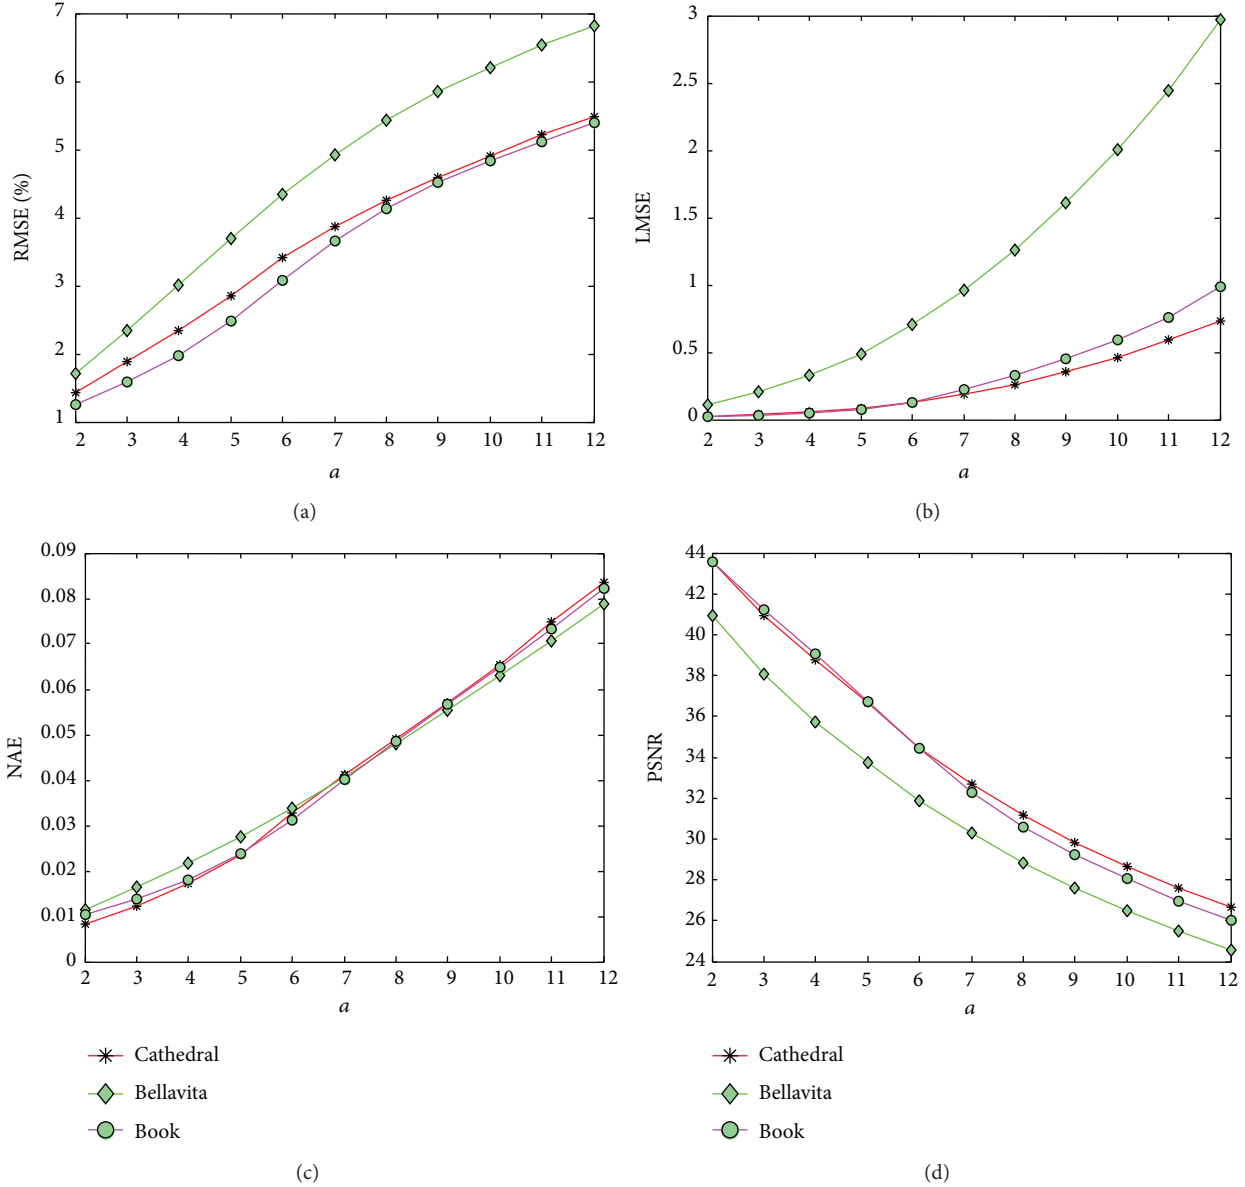 7
6
5
4
3
2
1
RMSE (%)
2 3 4 5 6 7 8 9 10 11 12
a
(a)
3
2.5
2
1.5
1
0.5
0
LMSE
2 3 4 5 6 7 8 9 10 11 12
a
(b)
0.09
0.08
0.07
0.06
0.05
0.04
0.03
0.02
0.01
0
NAE
2 3 4 5 6 7 8 9 10 11 12
a
Cathedral
Bellavita
Book
(c)
44
42
40
38
36
34
32
30
28
26
24
PSNR
2 3 4 5 6 7 8 9 10 11 12
a
Cathedral
Bellavita
Book
(d)